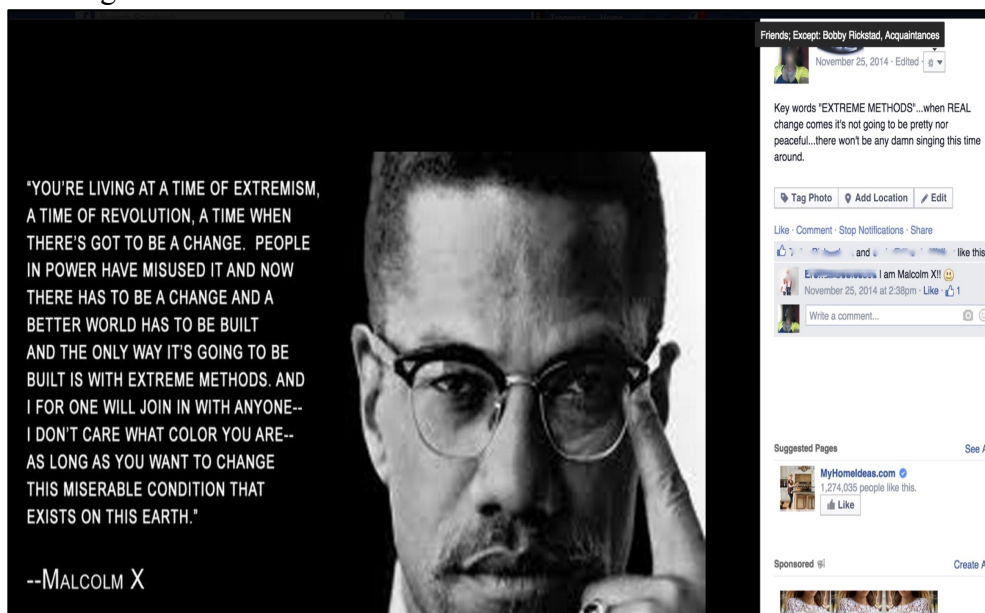 Friends; Except: Bobby Rickstad, Acquaintances
November 25, 2014 · Edited ·
Key words "EXTREME METHODS"...when REAL
change comes it's not going to be pretty nor
peaceful...there won't be any damn singing this time
around.
Tag Photo Add Location Edit
Like · Comment · Stop Notifications · Share
and like this
I am Malcolm X!!
November 25, 2014 at 2:38pm · Like · 1
Write a comment...
Suggested Pages See A
MyHomeIdeas.com
1,274,035 people like this.
Like
Sponsored Create A
"YOU'RE LIVING AT A TIME OF EXTREMISM,
A TIME OF REVOLUTION, A TIME WHEN
THERE'S GOT TO BE A CHANGE. PEOPLE
IN POWER HAVE MISUSED IT AND NOW
THERE HAS TO BE A CHANGE AND A
BETTER WORLD HAS TO BE BUILT
AND THE ONLY WAY IT'S GOING TO BE
BUILT IS WITH EXTREME METHODS. AND
I FOR ONE WILL JOIN IN WITH ANYONE--
I DON'T CARE WHAT COLOR YOU ARE--
AS LONG AS YOU WANT TO CHANGE
THIS MISERABLE CONDITION THAT
EXISTS ON THIS EARTH."
--MALCOLM X